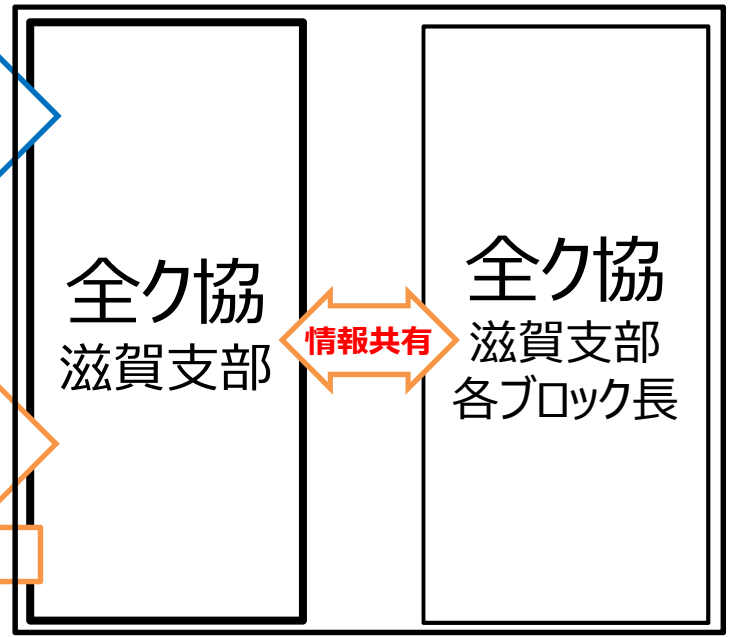 全ク協
滋賀支部
情報共有
全ク協
滋賀支部
各ブロック長